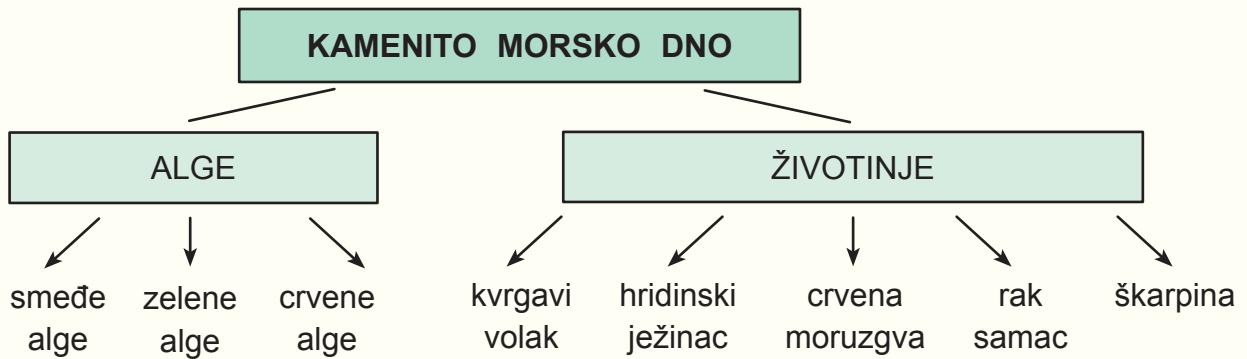 KAMENITO MORSKO DNO
ALGE
ŽIVOTINJE
smeđe
alge
zelene
alge
crvene
alge
kvrgavi
volak
hridinski
ježinac
crvena
moruzgva
rak
samac
škarpina